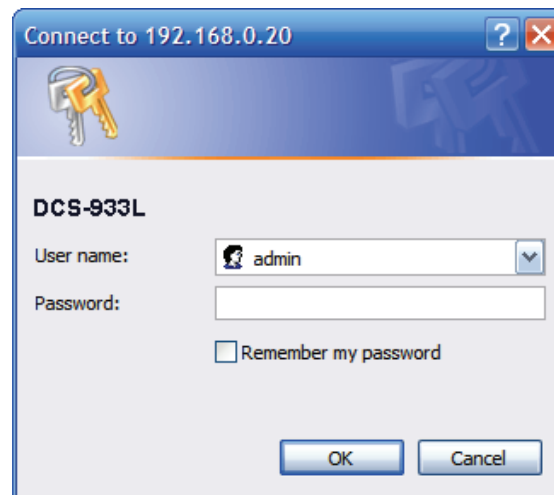 Connect to 192.168.0.20
?
DCS-933L
User name:
admin
Password:
Remember my password
OK
Cancel